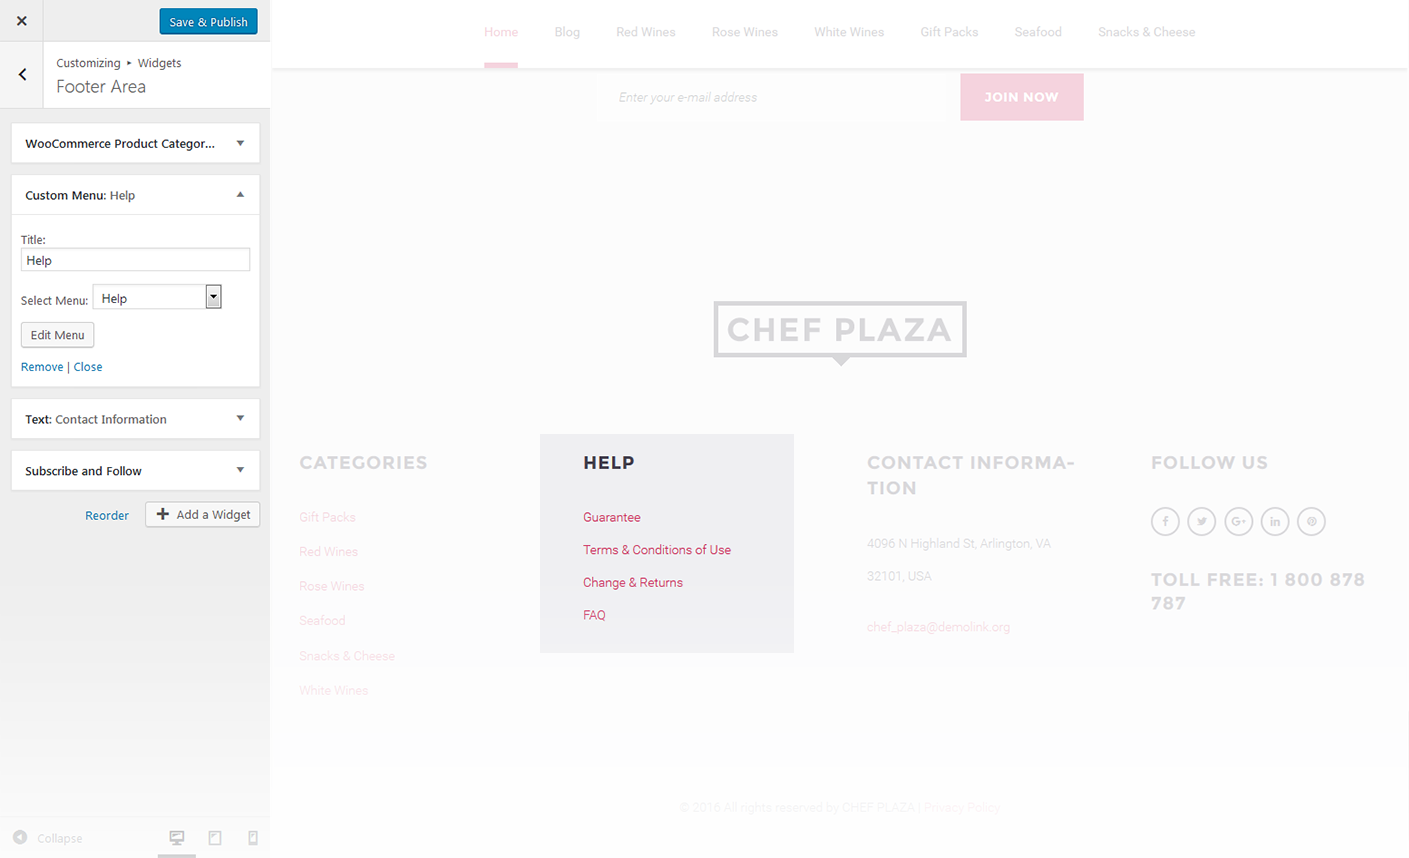 Save & Publish
Customizing ▸ Widgets
Footer Area
WooCommerce Product Categor...
Custom Menu: Help
Title:
Help
Select Menu: Help
Edit Menu
Remove | Close
Text: Contact Information
Subscribe and Follow
Reorder
Add a Widget
Collapse
Home Blog Red Wines Rose Wines White Wines Gift Packs Seafood Snacks & Cheese
Enter your e-mail address
JOIN NOW
CHEF PLAZA
CATEGORIES
Gift Packs
Red Wines
Rose Wines
Seafood
Snacks & Cheese
White Wines
HELP
Guarantee
Terms & Conditions of Use
Change & Returns
FAQ
CONTACT INFORMA-
TION
4096 N Highland St, Arlington, VA
32101, USA
chef_plaza@demolink.org
FOLLOW US
TOLL FREE: 1 800 878
787
© 2016 All rights reserved by CHEF PLAZA | Privacy Policy